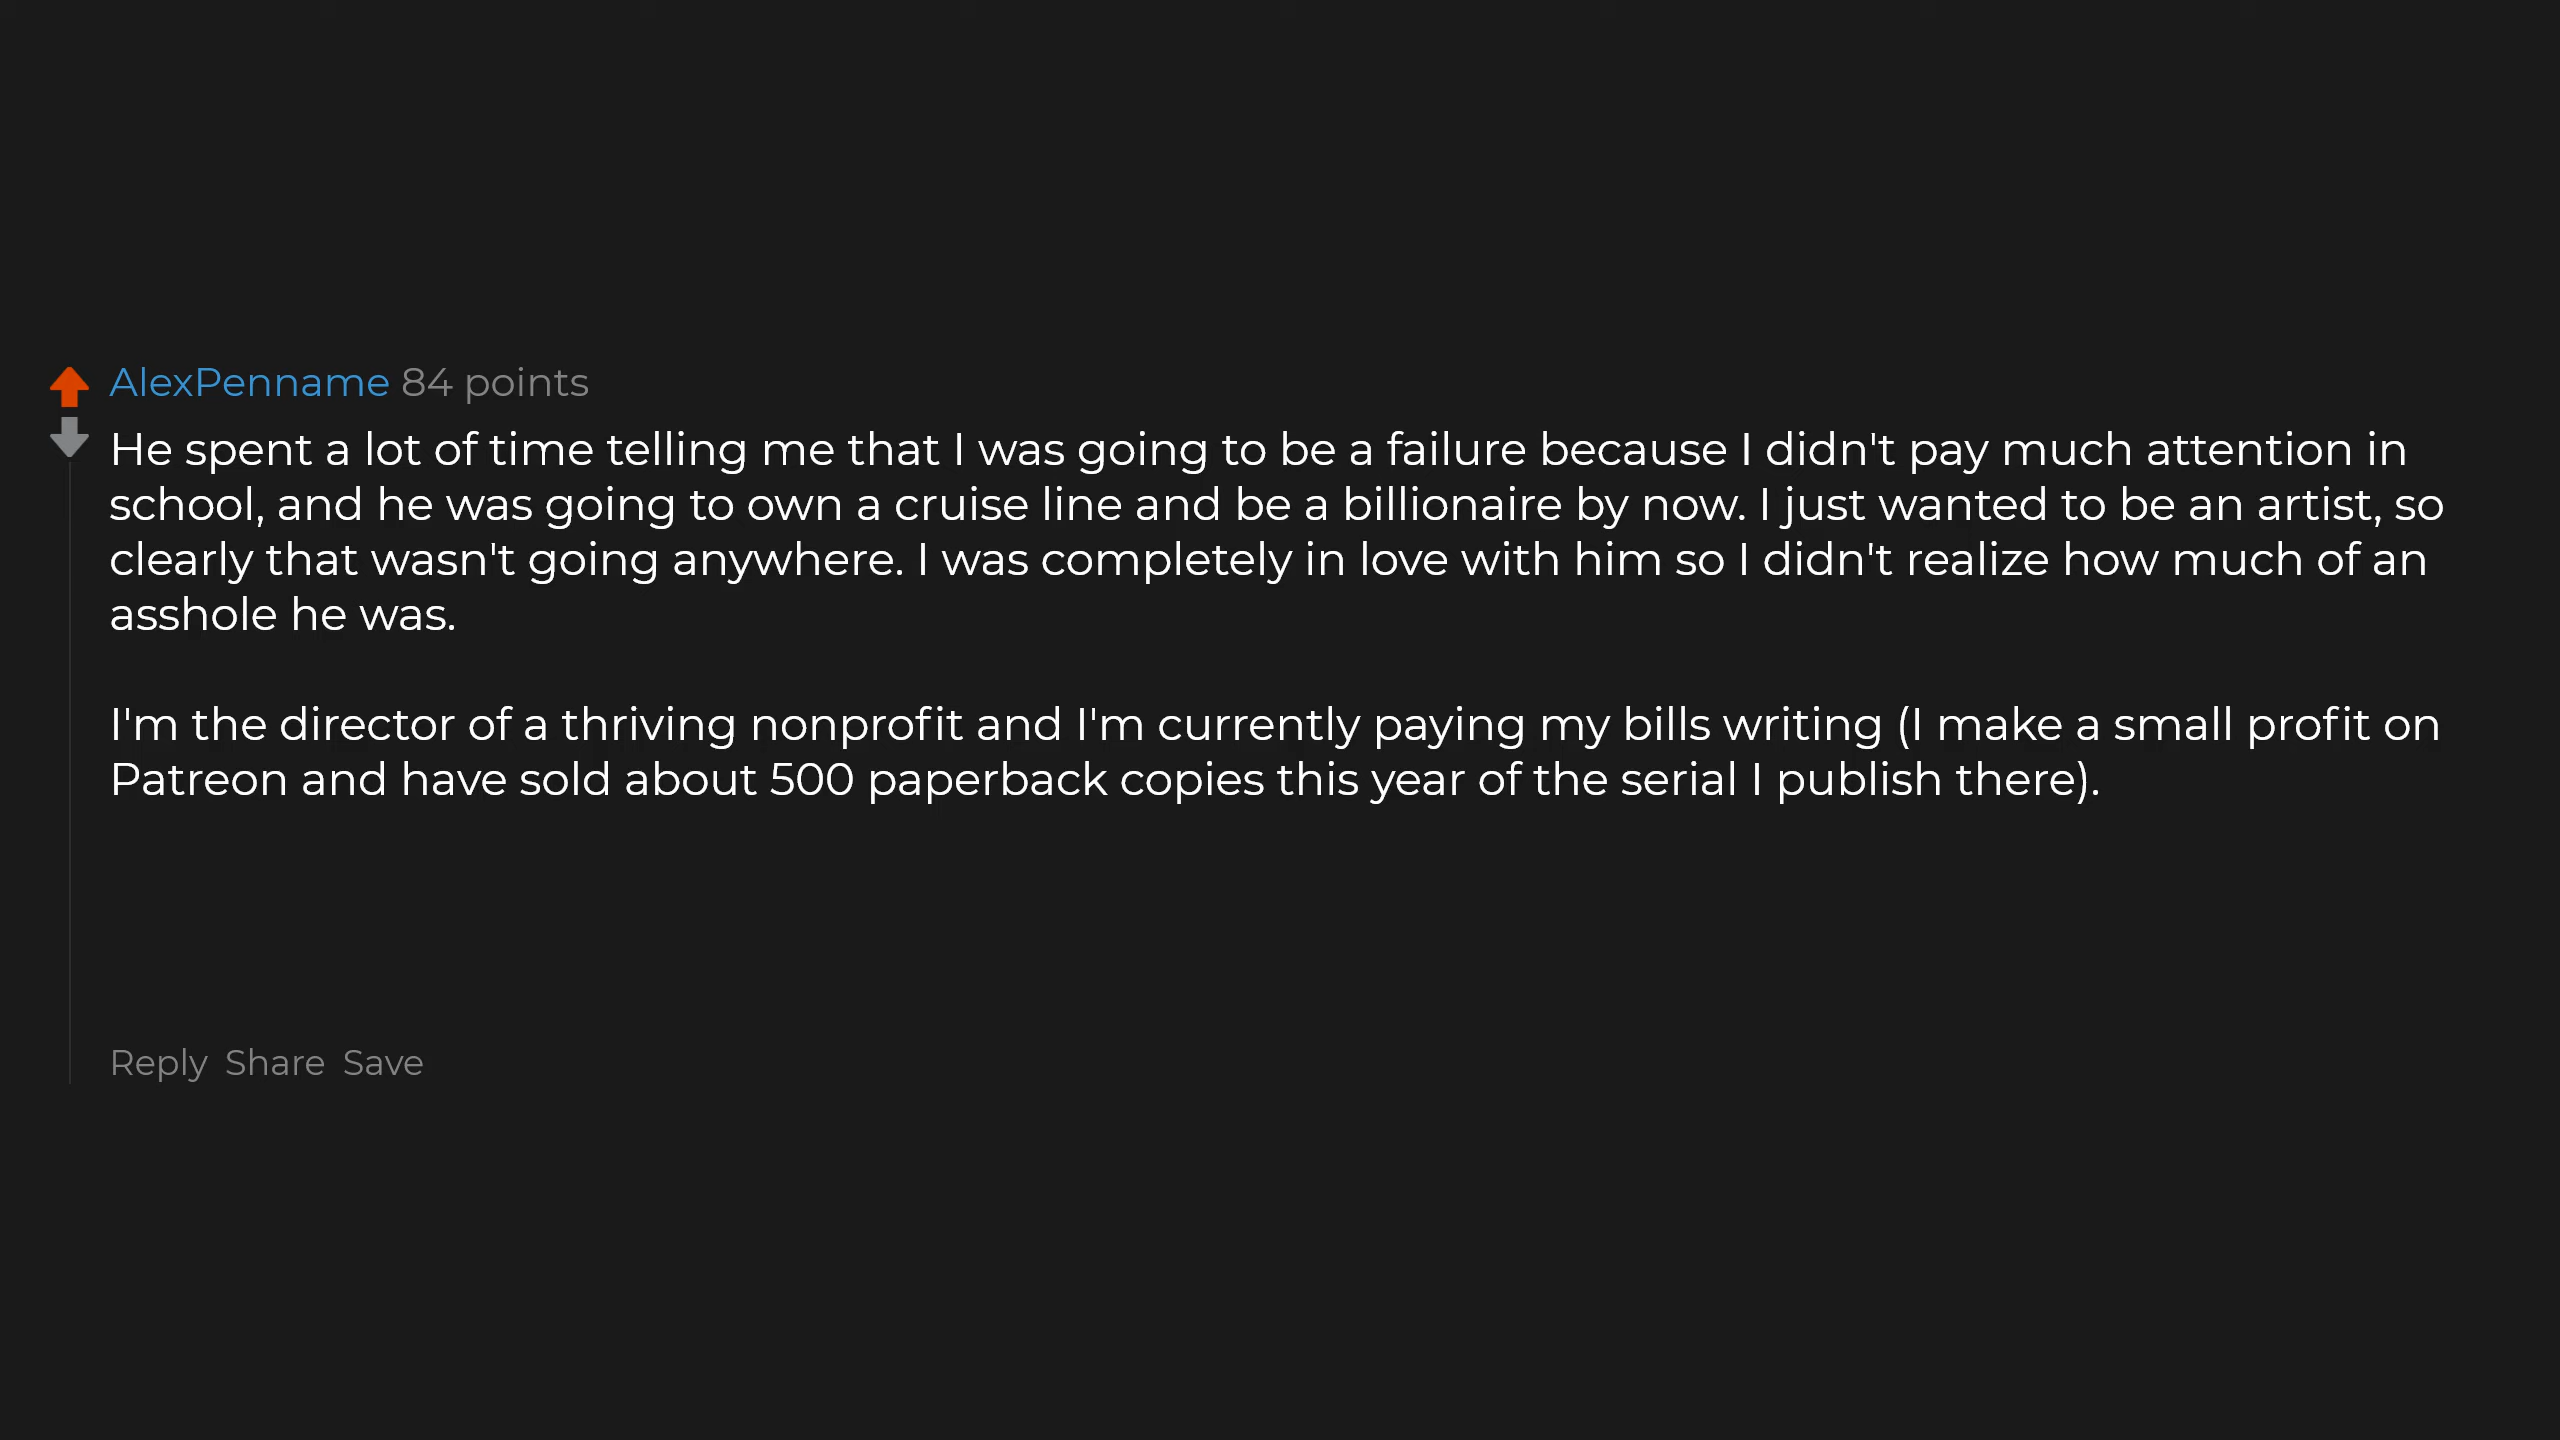 AlexPenname 84 points
He spent a lot of time telling me that I was going to be a failure because I didn't pay much attention in
school, and he was going to own a cruise line and be a billionaire by now. I just wanted to be an artist, so
clearly that wasn't going anywhere. I was completely in love with him so I didn't realize how much of an
asshole he was.
I'm the director of a thriving nonprofit and I'm currently paying my bills writing (I make a small profit on
Patreon and have sold about 500 paperback copies this year of the serial I publish there).
Reply Share Save